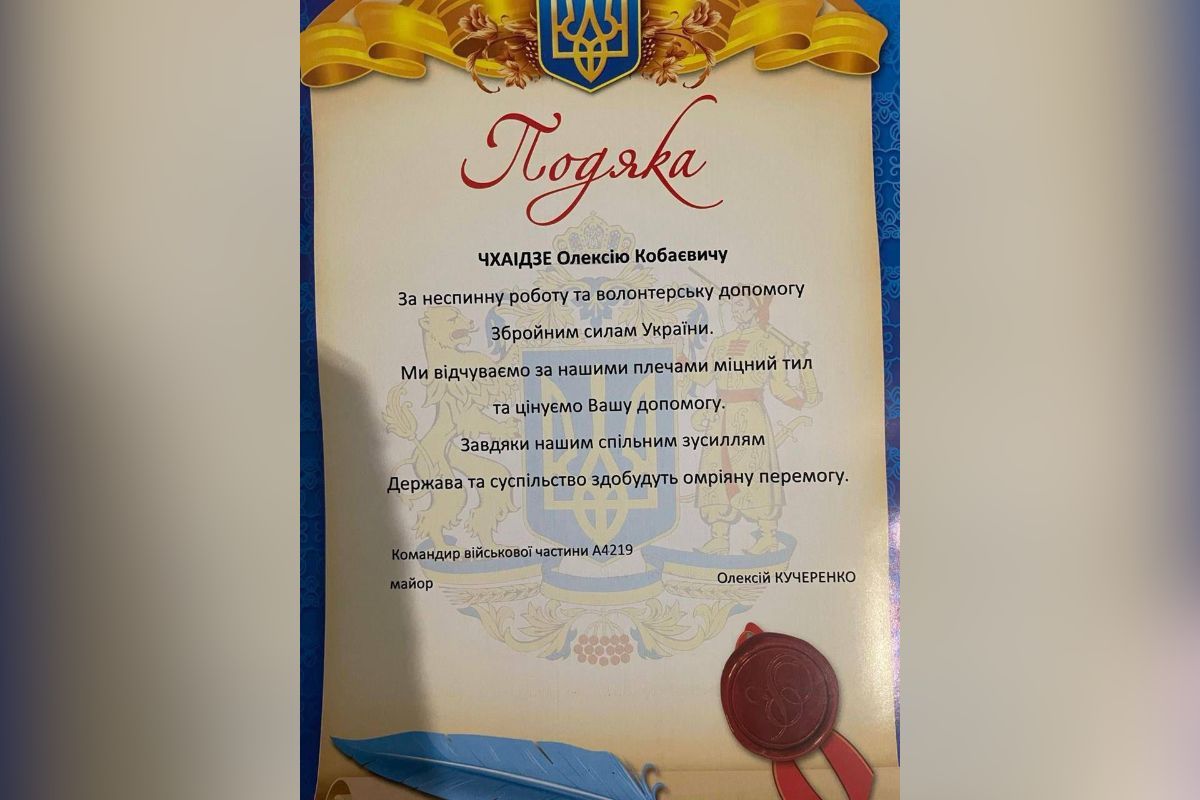 Подяка
ЧХАІДЗЕ Олексію Кобаєвичу
За неспинну роботу та волонтерську допомогу
Збройним силам України.
Ми відчуваємо за нашими плечами міцний тил
та цінуємо Вашу допомогу.
Завдяки нашим спільним зусиллям
Держава та суспільство здобудуть омріяну перемогу.
Командир військової частини А4219
майор Олексій КУЧЕРЕНКО